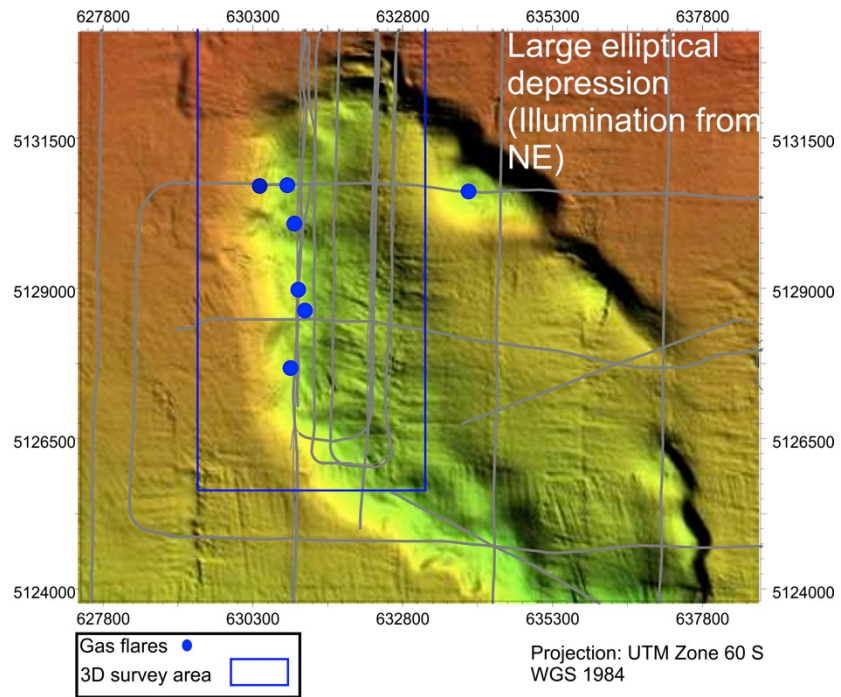 627800 630300 632800 635300 637800
Large elliptical
depression
(Illumination from
NE)
5131500 5131500
5129000 5129000
5126500 5126500
5124000 5124000
627800 630300 632800 635300 637800
Gas flares
3D survey area
Projection: UTM Zone 60 S
WGS 1984